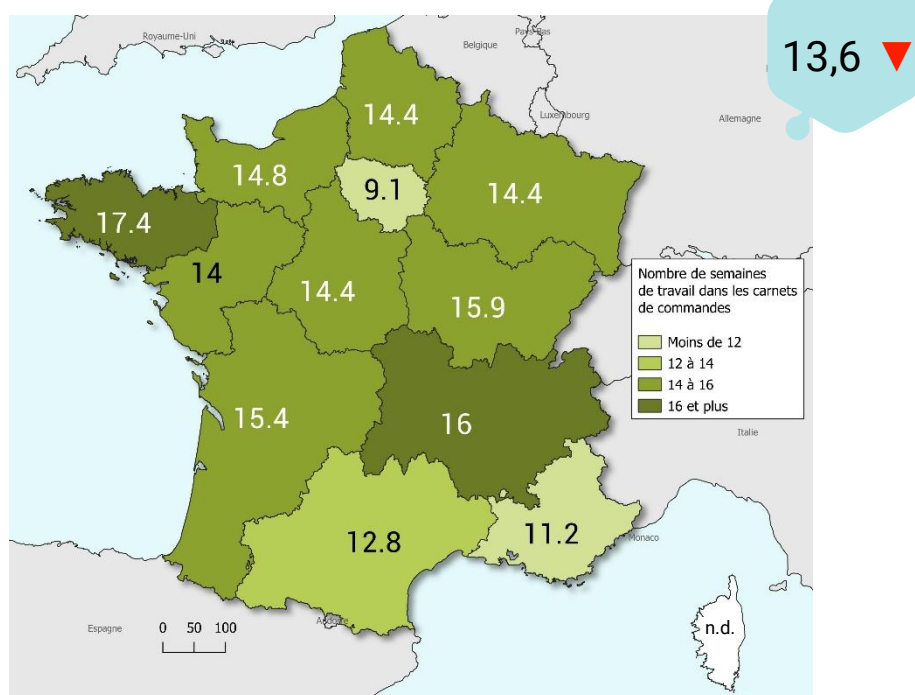 13,6
Royaume-Uni
Belgique
Pays-Bas
Luxembourg
Allemagne
14.4
14.8
9.1
14.4
17.4
14
14.4
15.9
Nombre de semaines
de travail dans les carnets
de commandes
Moins de 12
12 à 14
14 à 16
16 et plus
15.4
16
Italie
12.8
11.2
Monaco
Espagne
0 50 100
Andorre
n.d.